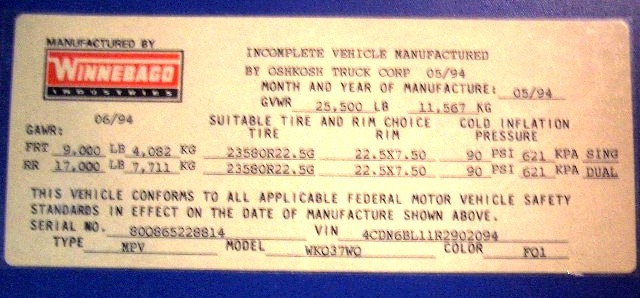 MANUFACTURED BY
WINNEBAGO
INDUSTRIES
INCOMPLETE VEHICLE MANUFACTURED
BY OSHKOSH TRUCK CORP 05/94
MONTH AND YEAR OF MANUFACTURE: 05/94
GVWR 25,500 LB 11,567 KG
06/94
GAWR:
SUITABLE TIRE AND RIM CHOICE
TIRE RIM
COLD INFLATION
PRESSURE
FRT 9,000 LB 4,082 KG 23580R22.5G 22.5X7.50 90 PSI 621 KPA SING
RR 17,000 LB 7,711 KG 23580R22.5G 22.5X7.50 90 PSI 621 KPA DUAL
THIS VEHICLE CONFORMS TO ALL APPLICABLE FEDERAL MOTOR VEHICLE SAFETY
STANDARDS IN EFFECT ON THE DATE OF MANUFACTURE SHOWN ABOVE.
SERIAL NO. 800865228814 VIN 4CDN6BL11R2902094
TYPE MPV MODEL WKO37WO COLOR F01